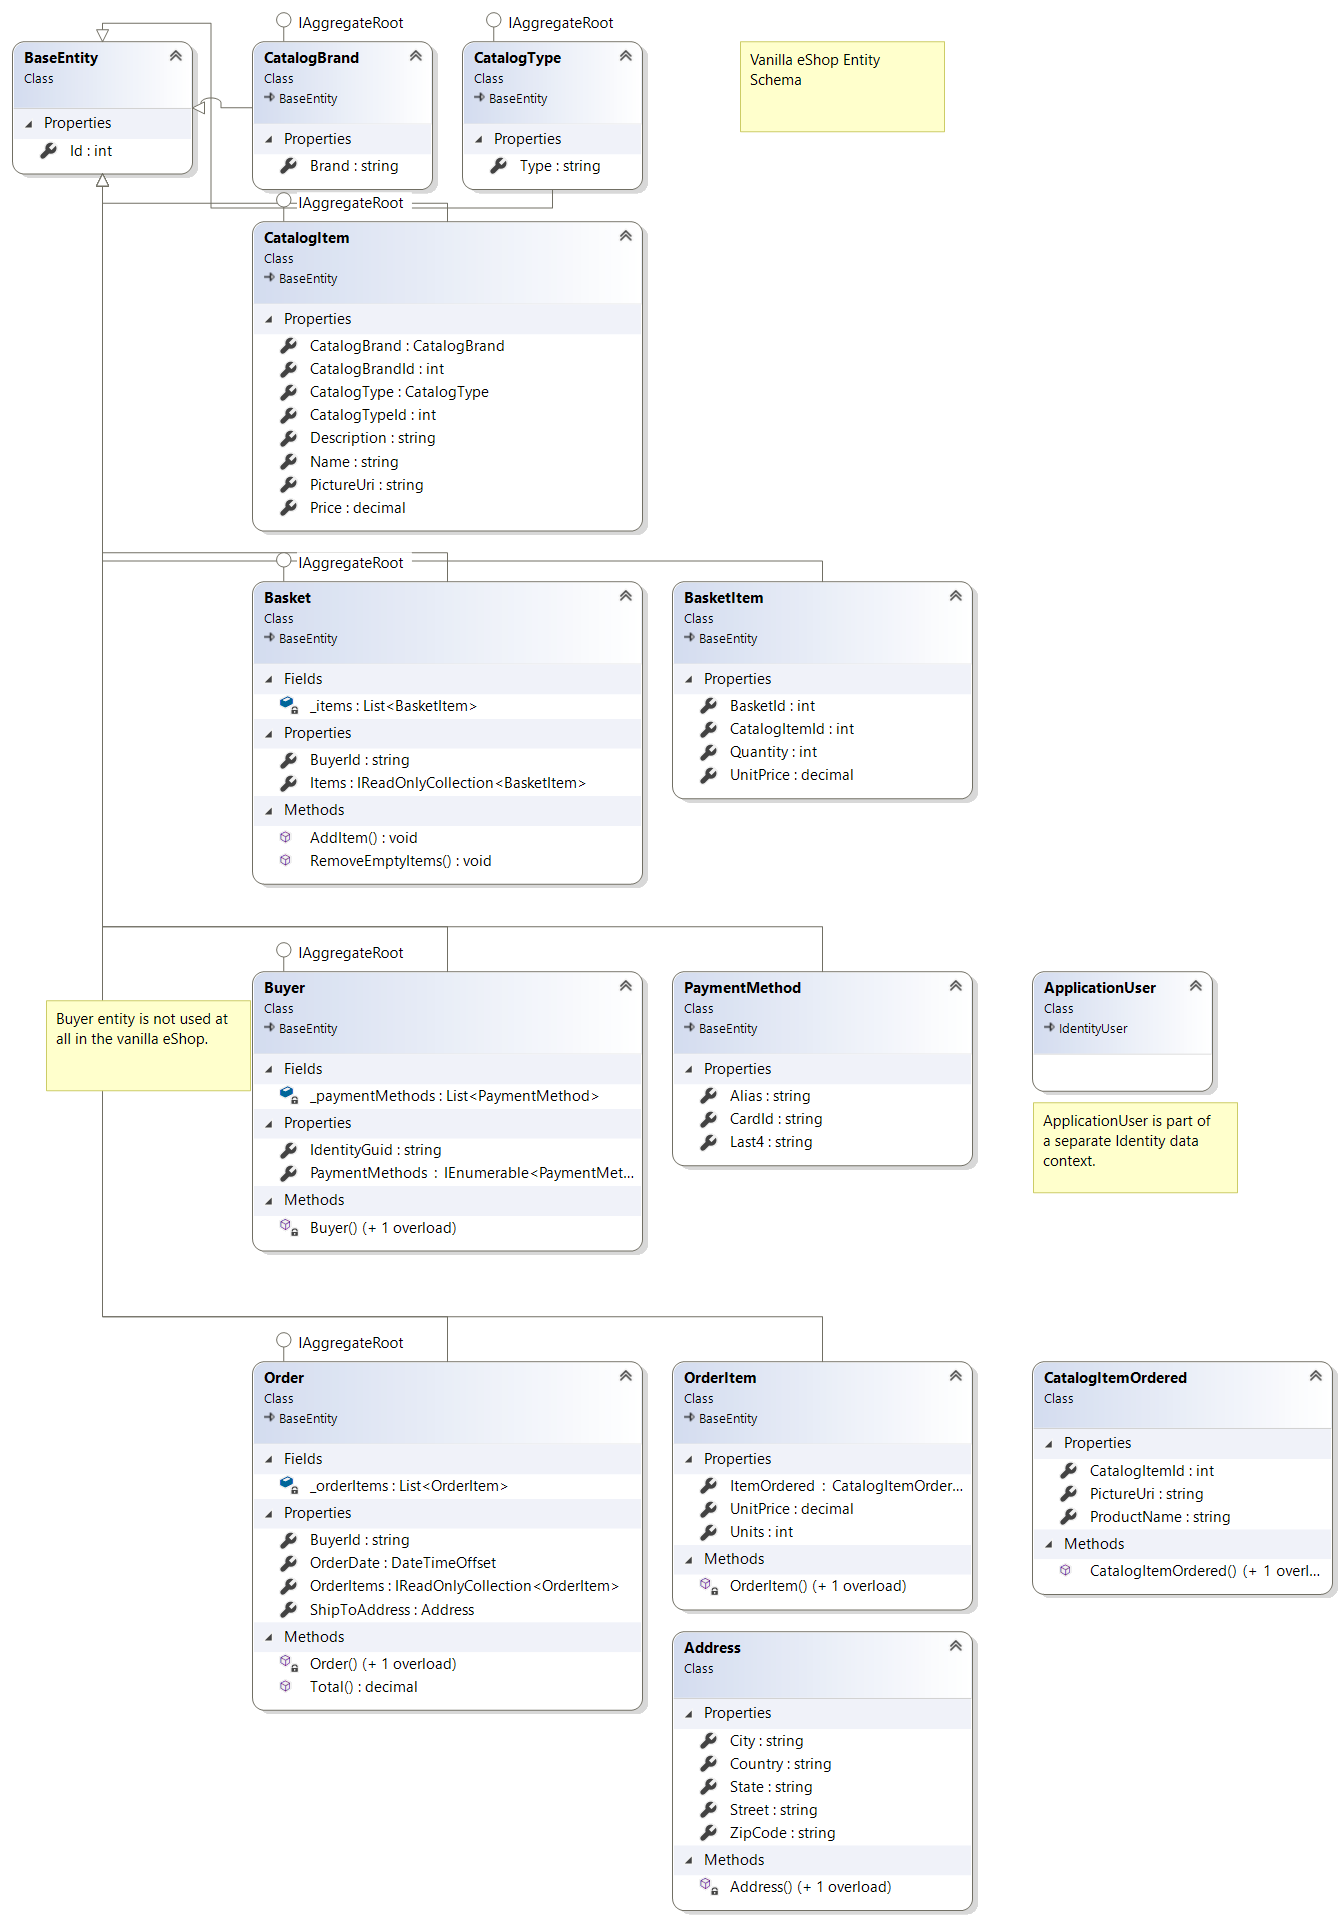 IAggregateRoot
IAggregateRoot
BaseEntity
Class
Properties
Id : int
CatalogBrand
Class
BaseEntity
Properties
Brand : string
CatalogType
Class
BaseEntity
Properties
Type : string
Vanilla eShop Entity
Schema
IAggregateRoot
CatalogItem
Class
BaseEntity
Properties
CatalogBrand : CatalogBrand
CatalogBrandId : int
CatalogType : CatalogType
CatalogTypeId : int
Description : string
Name : string
PictureUri : string
Price : decimal
IAggregateRoot
Basket
Class
BaseEntity
Fields
_items : List<BasketItem>
Properties
BuyerId : string
Items : IReadOnlyCollection<BasketItem>
Methods
AddItem() : void
RemoveEmptyItems() : void
BasketItem
Class
BaseEntity
Properties
BasketId : int
CatalogItemId : int
Quantity : int
UnitPrice : decimal
IAggregateRoot
Buyer entity is not used at
all in the vanilla eShop.
Buyer
Class
BaseEntity
Fields
_paymentMethods : List<PaymentMethod>
Properties
IdentityGuid : string
PaymentMethods : IEnumerable<PaymentMet...
Methods
Buyer() (+ 1 overload)
PaymentMethod
Class
BaseEntity
Properties
Alias : string
CardId : string
Last4 : string
ApplicationUser
Class
IdentityUser
ApplicationUser is part of
a separate Identity data
context.
IAggregateRoot
Order
Class
BaseEntity
Fields
_orderItems : List<OrderItem>
Properties
BuyerId : string
OrderDate : DateTimeOffset
OrderItems : IReadOnlyCollection<OrderItem>
ShipToAddress : Address
Methods
Order() (+ 1 overload)
Total() : decimal
OrderItem
Class
BaseEntity
Properties
ItemOrdered : CatalogItemOrder...
UnitPrice : decimal
Units : int
Methods
OrderItem() (+ 1 overload)
CatalogItemOrdered
Class
Properties
CatalogItemId : int
PictureUri : string
ProductName : string
Methods
CatalogItemOrdered() (+ 1 overl...
Address
Class
Properties
City : string
Country : string
State : string
Street : string
ZipCode : string
Methods
Address() (+ 1 overload)